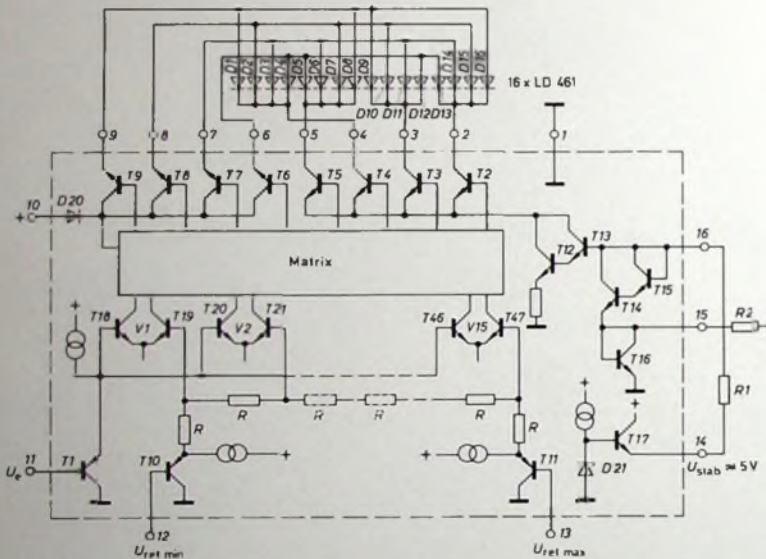 D1 D2 D3 D4 D5 D6 D7 D8 D9 D14 D15 D16
16 x LD 461
D10 D11 D12 D13
9 8 7 6 5 4 3 2 1
10 D20 T9 T8 T7 T6 T5 T4 T3 T2
+
T12 T13 16
Matrix
T15
T14
+ T18 T19 T20 T21 T46 T47 15 R2
V1 V2 V15
T16
R1
R R R R
+ +
R R
T17 14
11 + +
Ue T1 T10 T11 D21 Ustab ≈ 5V
12 13
Uref min Uref max